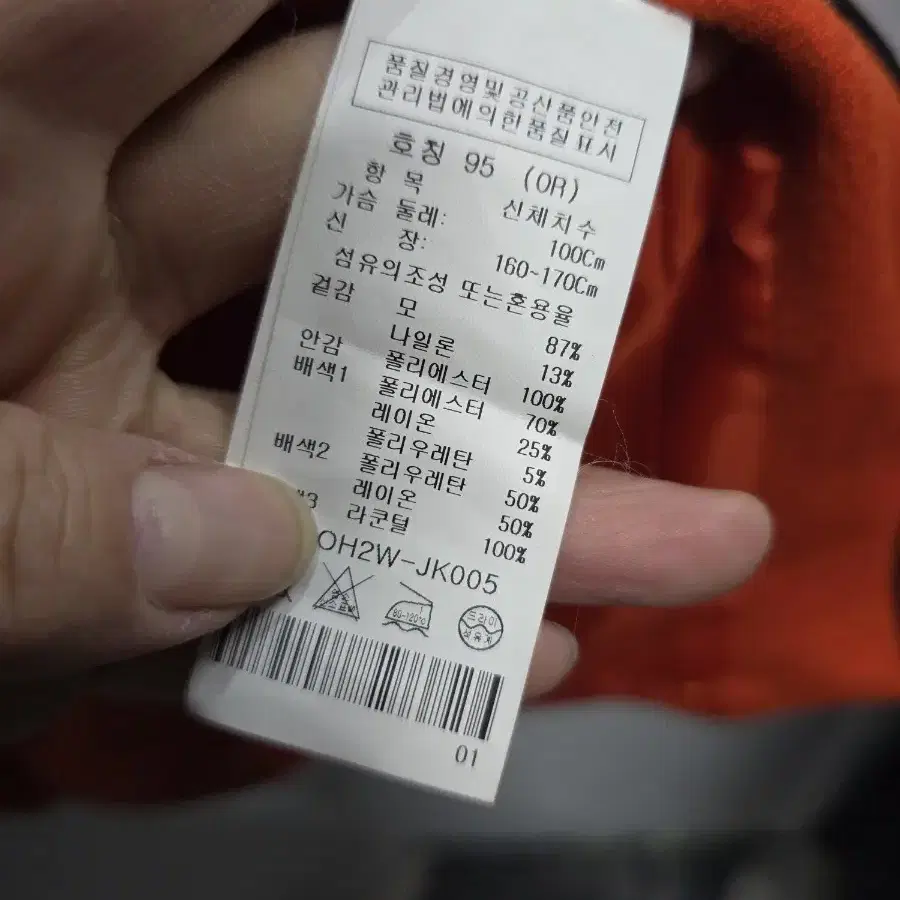 품질경영및공산품안전
관리법에의한품질표시
호칭 95 (OR)
항 목 신체치수
가슴 둘레: 100Cm
신 장: 160~170Cm
섬유의조성 또는혼용율
겉감 모 87%
나일론 13%
안감 폴리에스터 100%
배색1 폴리에스터 70%
레이온 25%
폴리우레탄 5%
배색2 폴리우레탄 50%
레이온 50%
3 라쿤털 100%
OH2W-JK005
80~120℃
드라이
01